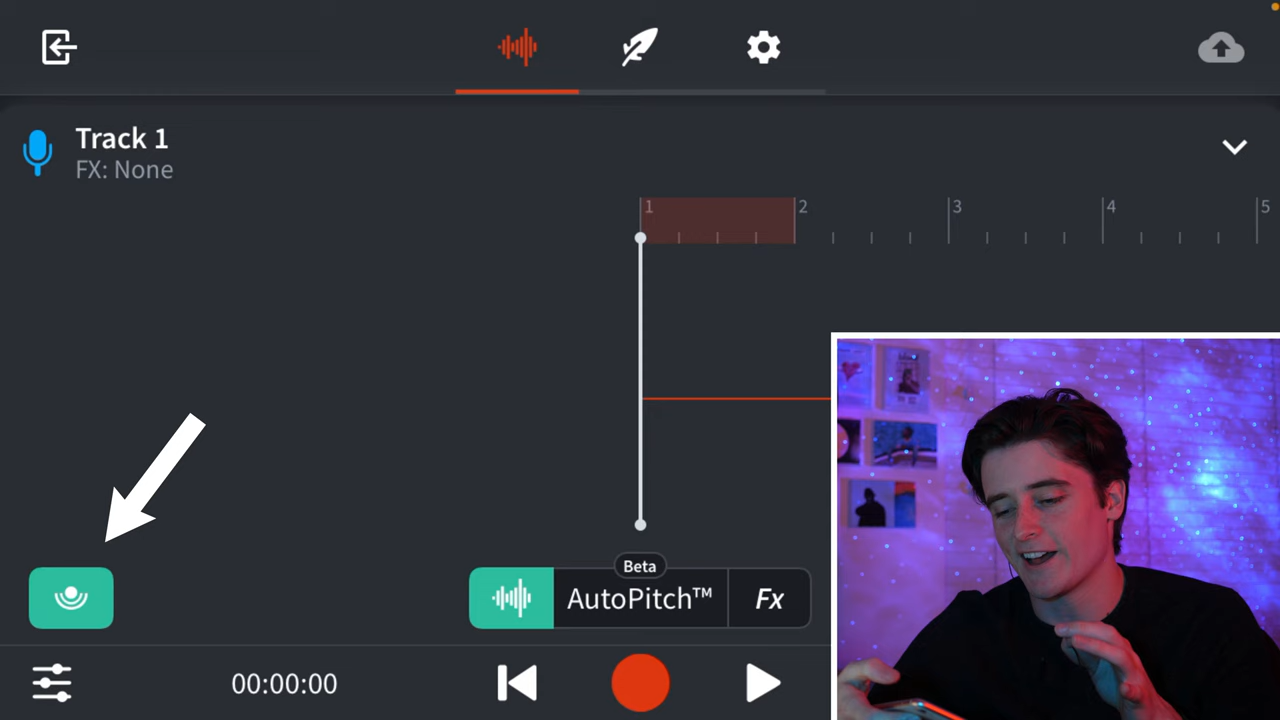 Track 1
FX: None
1 2 3 4 5
Beta
AutoPitch™ Fx
00:00:00